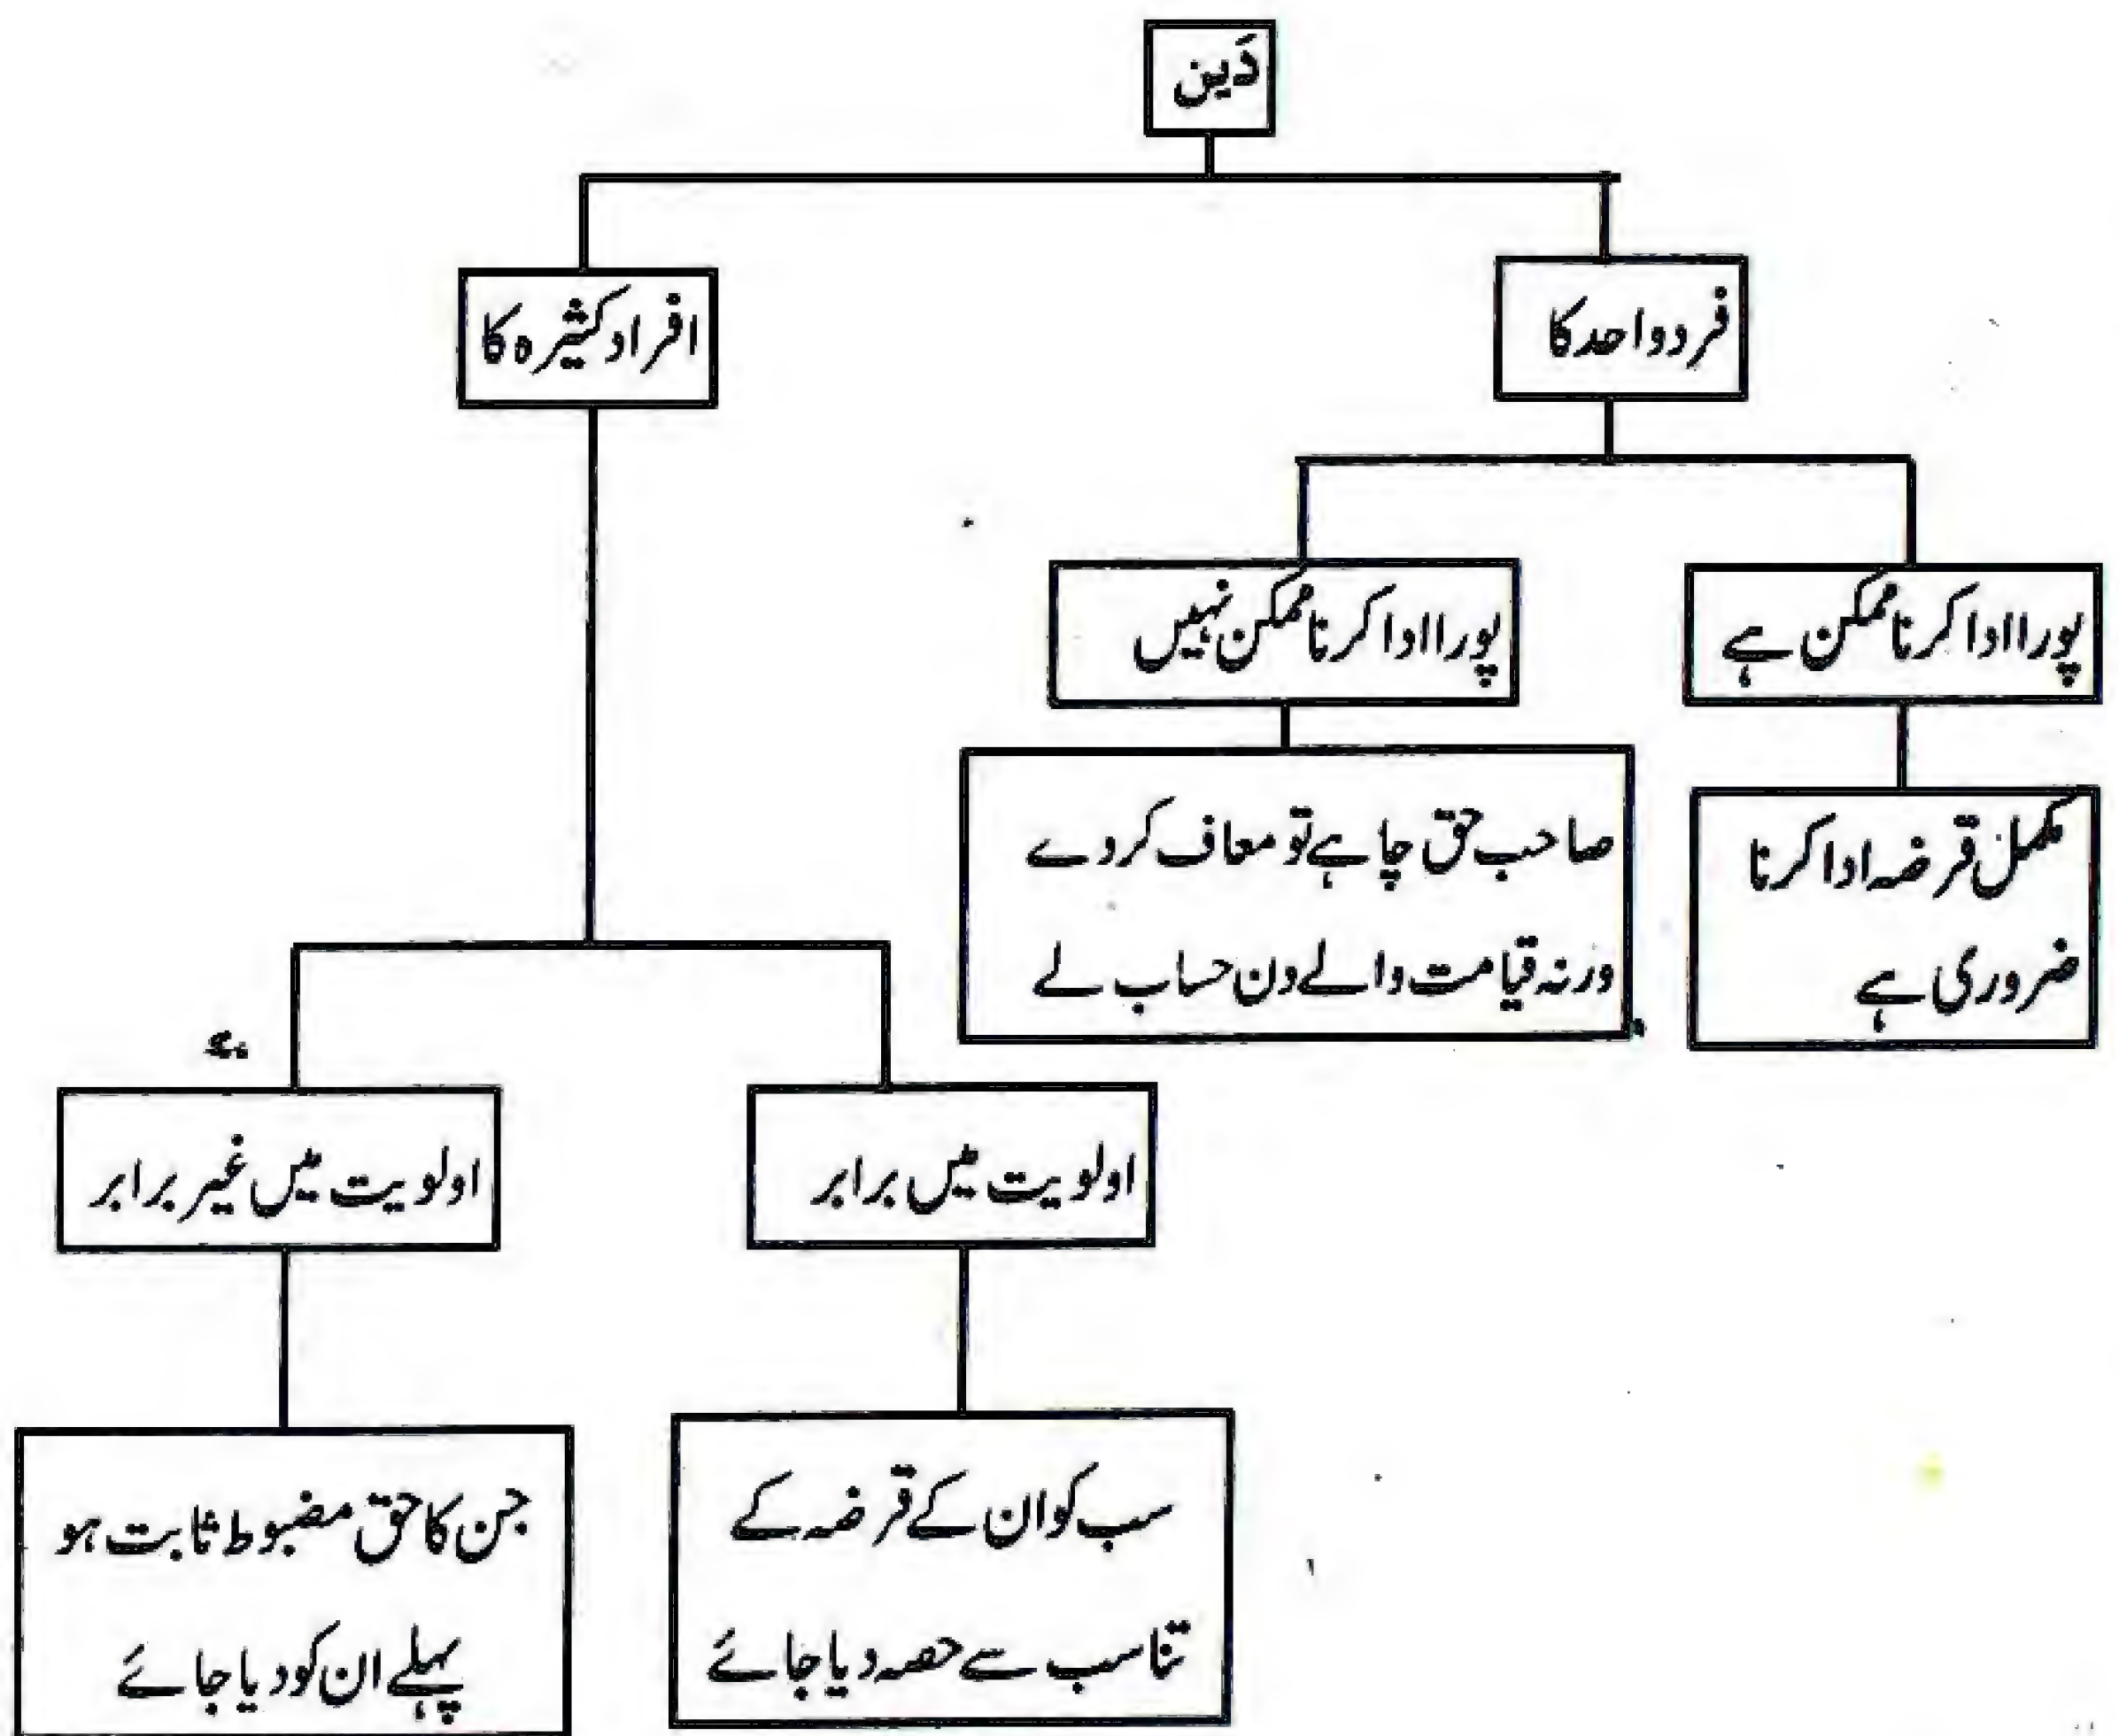 دَین
فرد واحد کا
افراد کثیرہ کا
پورا ادا کرنا ممکن ہے
پورا ادا کرنا ممکن نہیں
مکمل قرضہ ادا کرنا
ضروری ہے
صاحب حق چاہے تو معاف کردے
ورنہ قیامت والے دن حساب لے
اولویت میں برابر
اولویت میں غیر برابر
سب کو ان کے قرضہ کے
تناسب سے حصہ دیا جائے
جن کا حق مضبوط ثابت ہو
پہلے ان کو دیا جائے